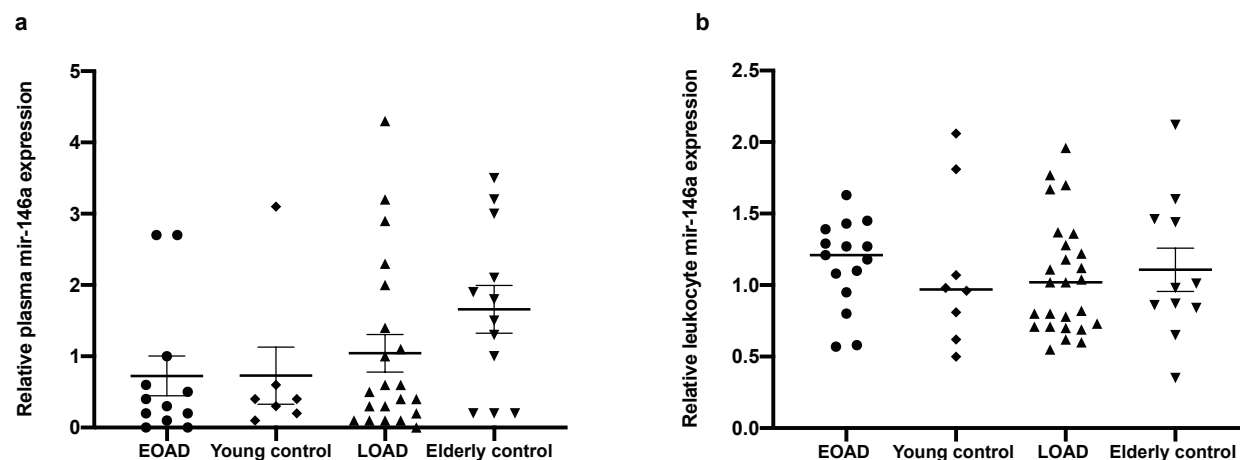 a
Relative plasma mir-146a expression
5
4
3
2
1
0
EOAD Young control LOAD Elderly control
b
Relative leukocyte mir-146a expression
2.5
2.0
1.5
1.0
0.5
0.0
EOAD Young control LOAD Elderly control